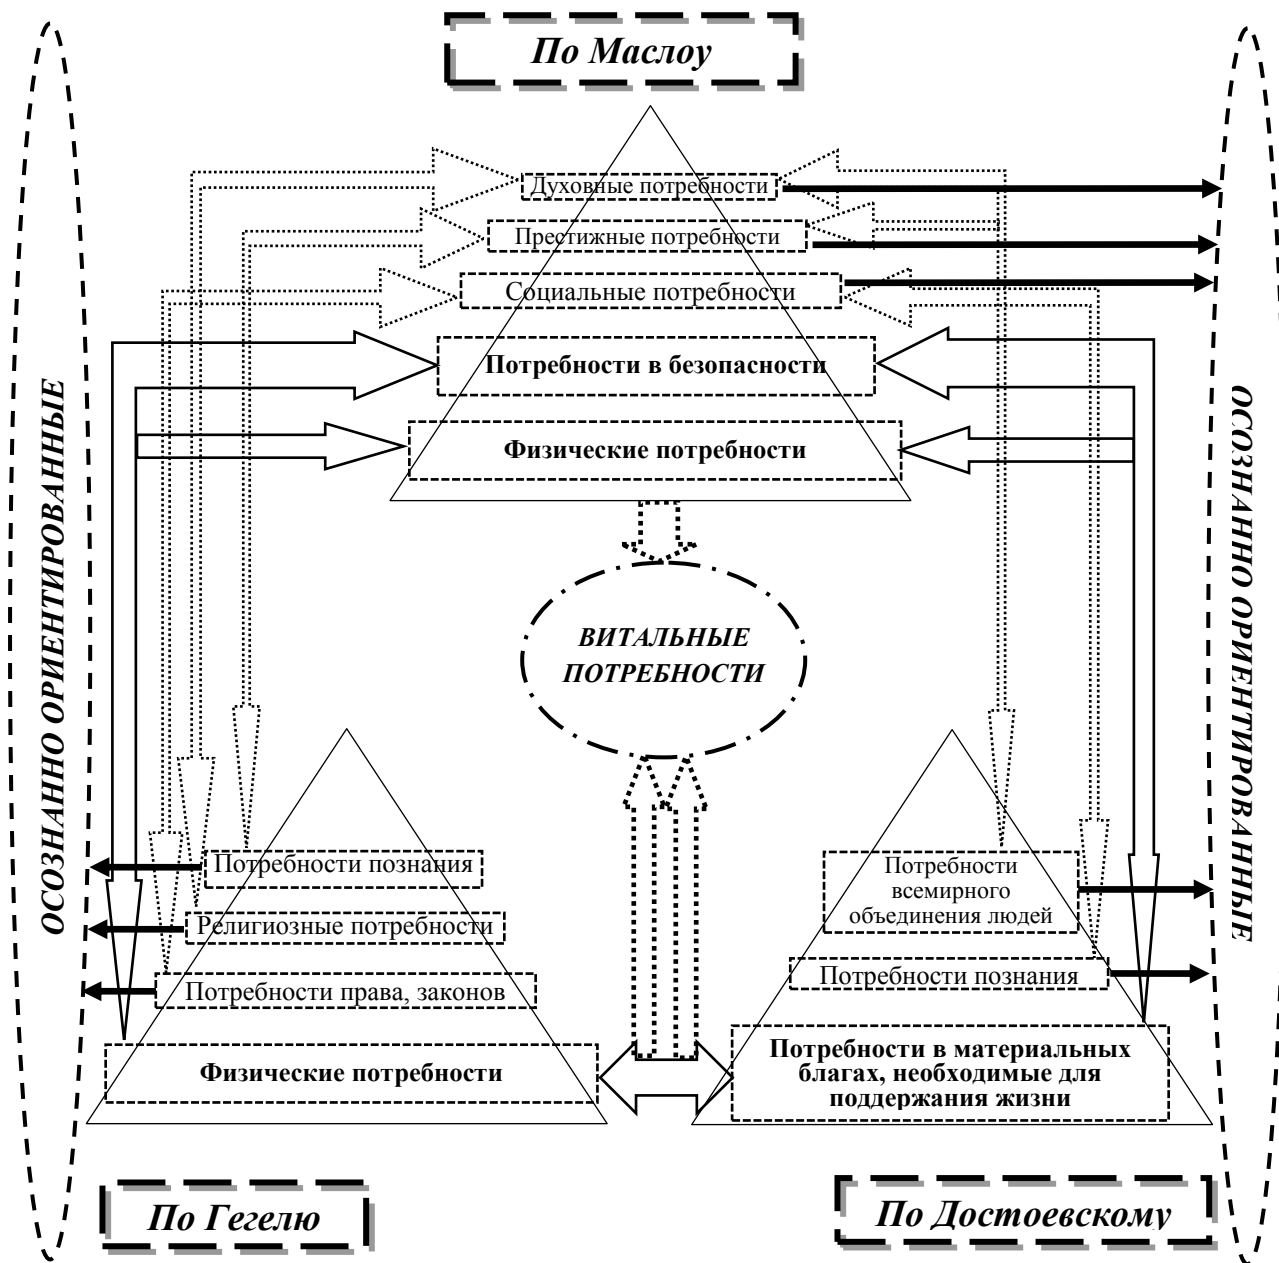 По Маслоу
Духовные потребности
Престижные потребности
Социальные потребности
Потребности в безопасности
Физические потребности
ОСОЗНАННО ОРИЕНТИРОВАННЫЕ
ОСОЗНАННО ОРИЕНТИРОВАННЫЕ
ВИТАЛЬНЫЕ
ПОТРЕБНОСТИ
Потребности познания
Религиозные потребности
Потребности права, законов
Физические потребности
Потребности
всемирного
объединения людей
Потребности познания
Потребности в материальных
благах, необходимые для
поддержания жизни
По Гегелю
По Достоевскому